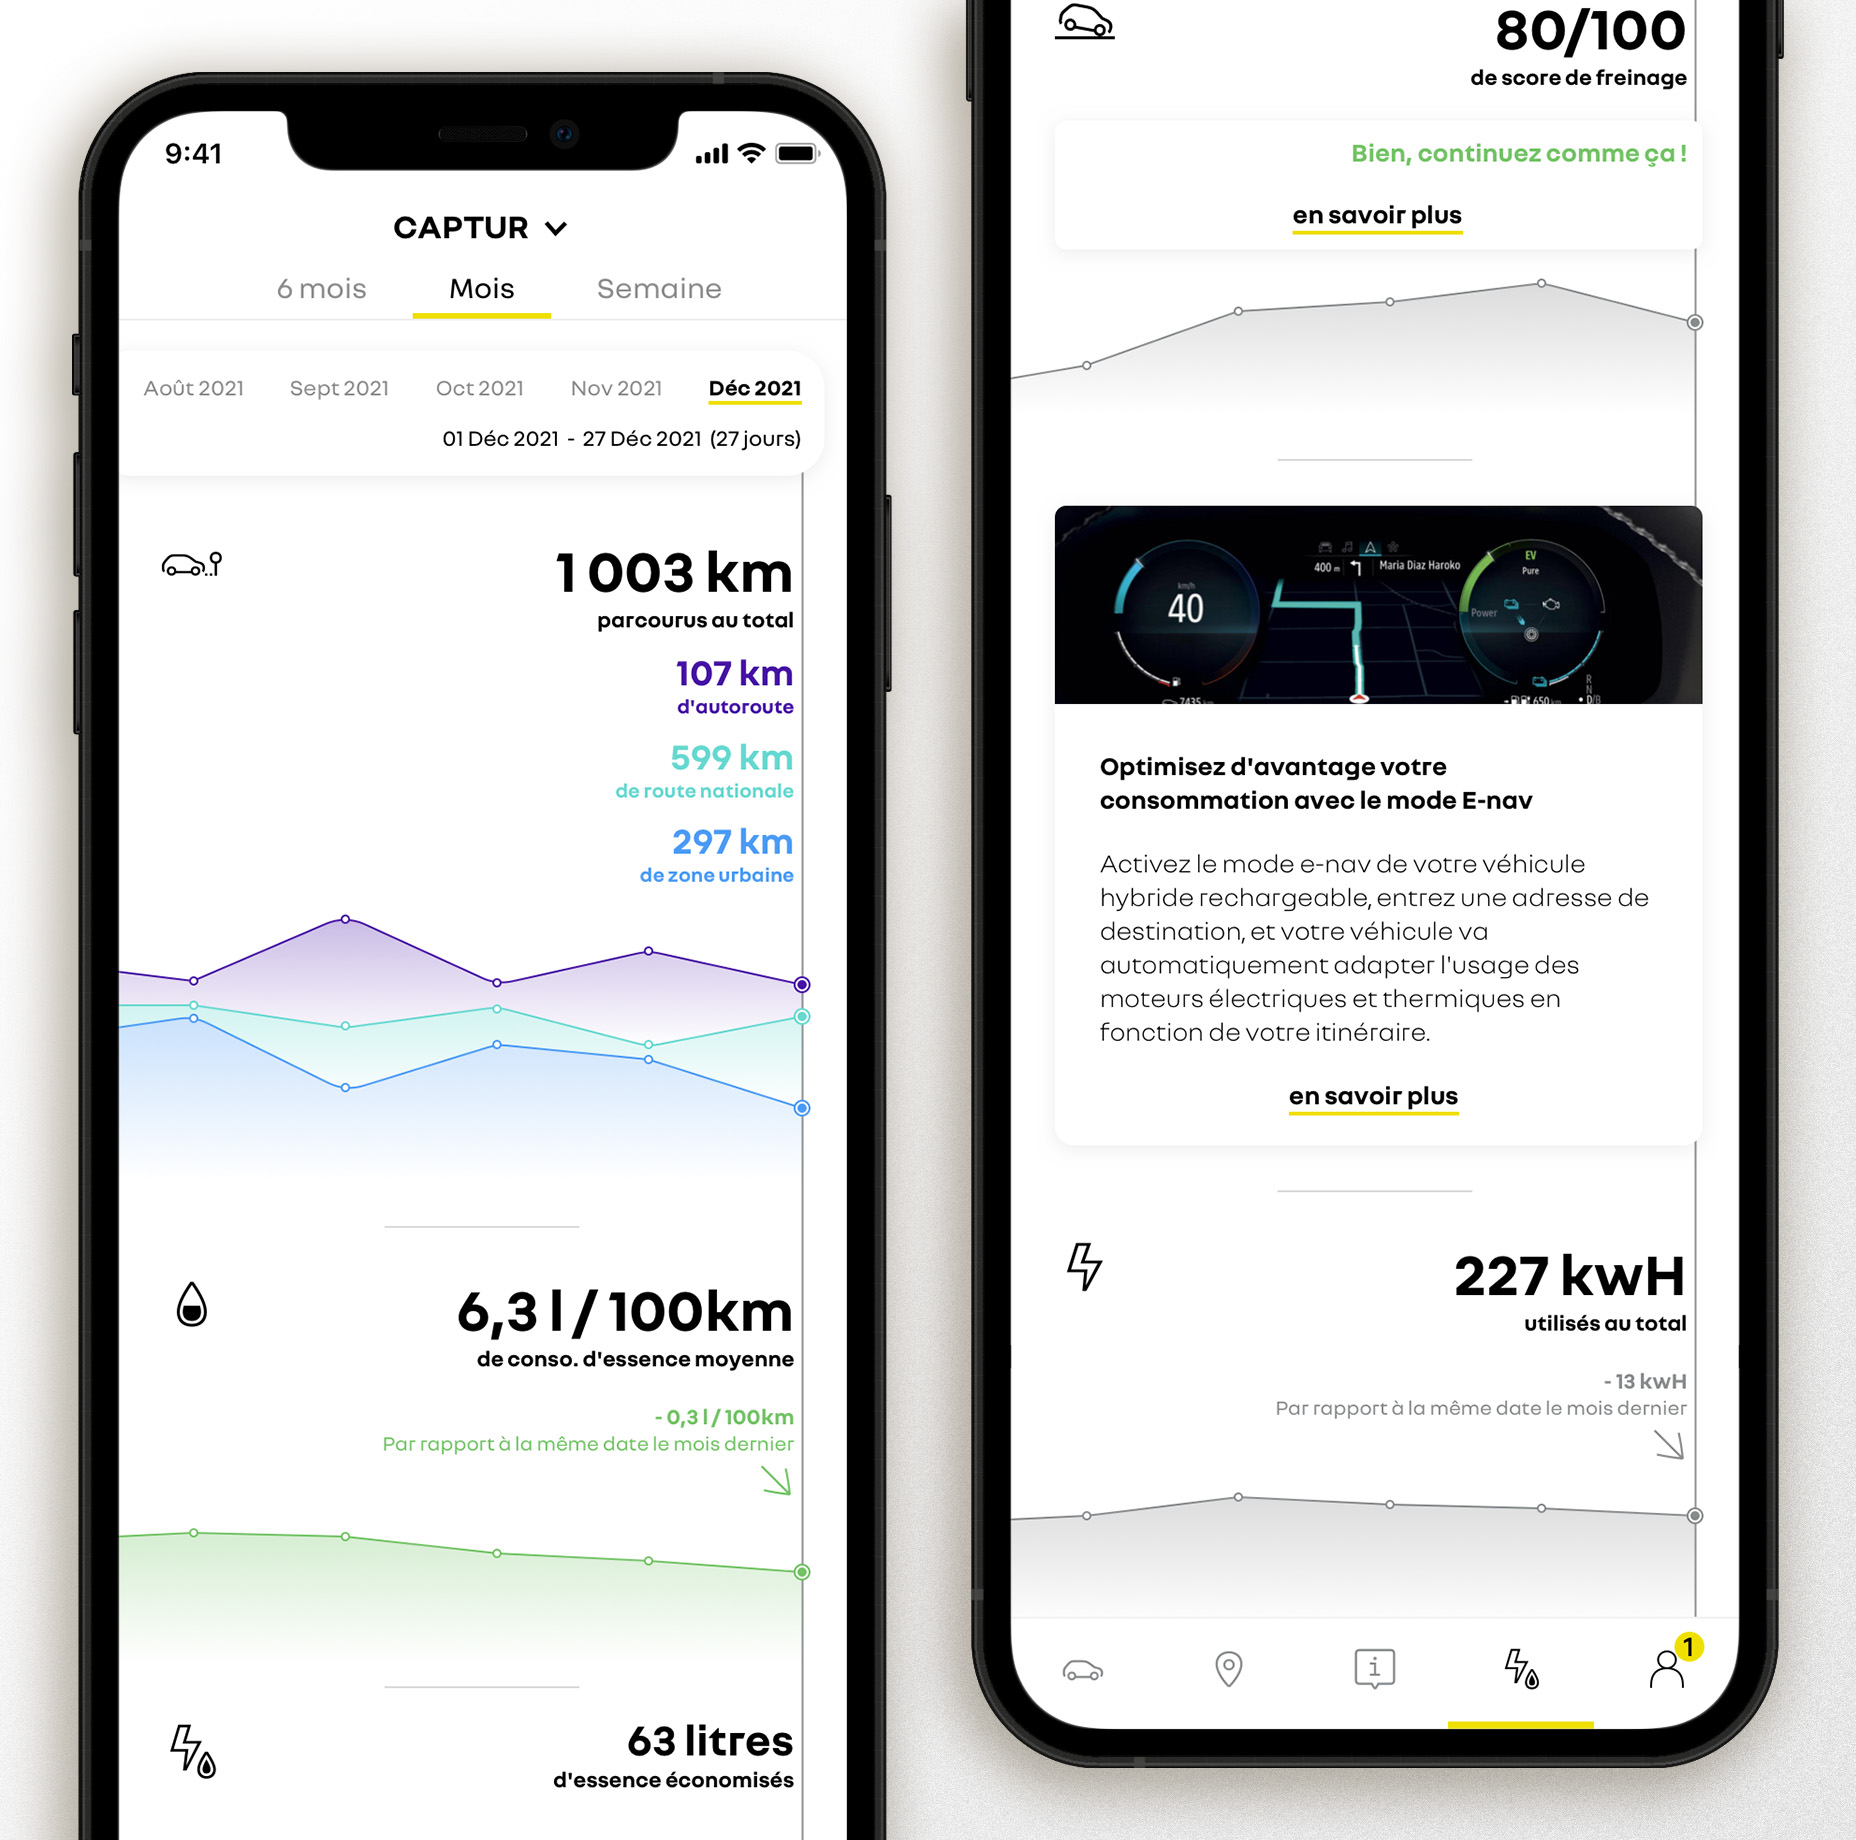 9:41
CAPTUR
6 mois
Mois
Semaine
Août 2021
Sept 2021
Oct 2021
Nov 2021
Déc 2021
01 Déc 2021 - 27 Déc 2021 (27 jours)
1 003 km
parcourus au total
107 km
d'autoroute
599 km
de route nationale
297 km
de zone urbaine
6,3 l / 100km
de conso. d'essence moyenne
- 0,3 l / 100km
Par rapport à la même date le mois dernier
63 litres
d'essence économisés
80/100
de score de freinage
Bien, continuez comme ça !
en savoir plus
km/h
40
400 m
Maria Diaz Haroko
EV
Pure
Power
7435 km
650 km
R
N
D/B
Optimisez d'avantage votre
consommation avec le mode E-nav
Activez le mode e-nav de votre véhicule
hybride rechargeable, entrez une adresse de
destination, et votre véhicule va
automatiquement adapter l'usage des
moteurs électriques et thermiques en
fonction de votre itinéraire.
en savoir plus
227 kwH
utilisés au total
- 13 kwH
Par rapport à la même date le mois dernier
i
1